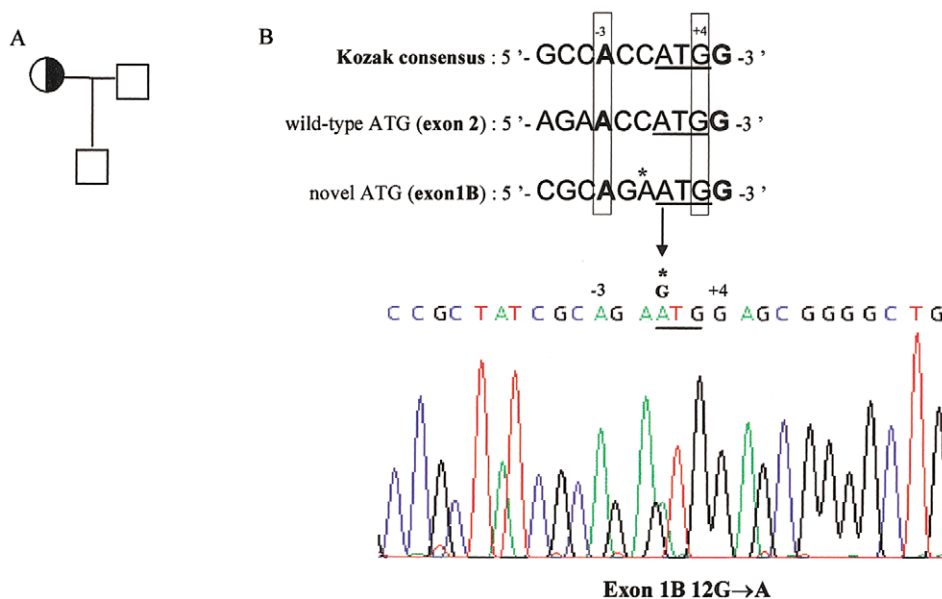 A
B
-3 +4
Kozak consensus : 5 '- GCCACCATGG -3 '
wild-type ATG (exon 2) : 5 '- AGAACCATGG -3 '
*
novel ATG (exon1B) : 5 '- CGCAGAATGG -3 '
*
-3 G +4
C C G C T A T C G C A G A A T G G A G C G G G G C T G
Exon 1B 12G→A